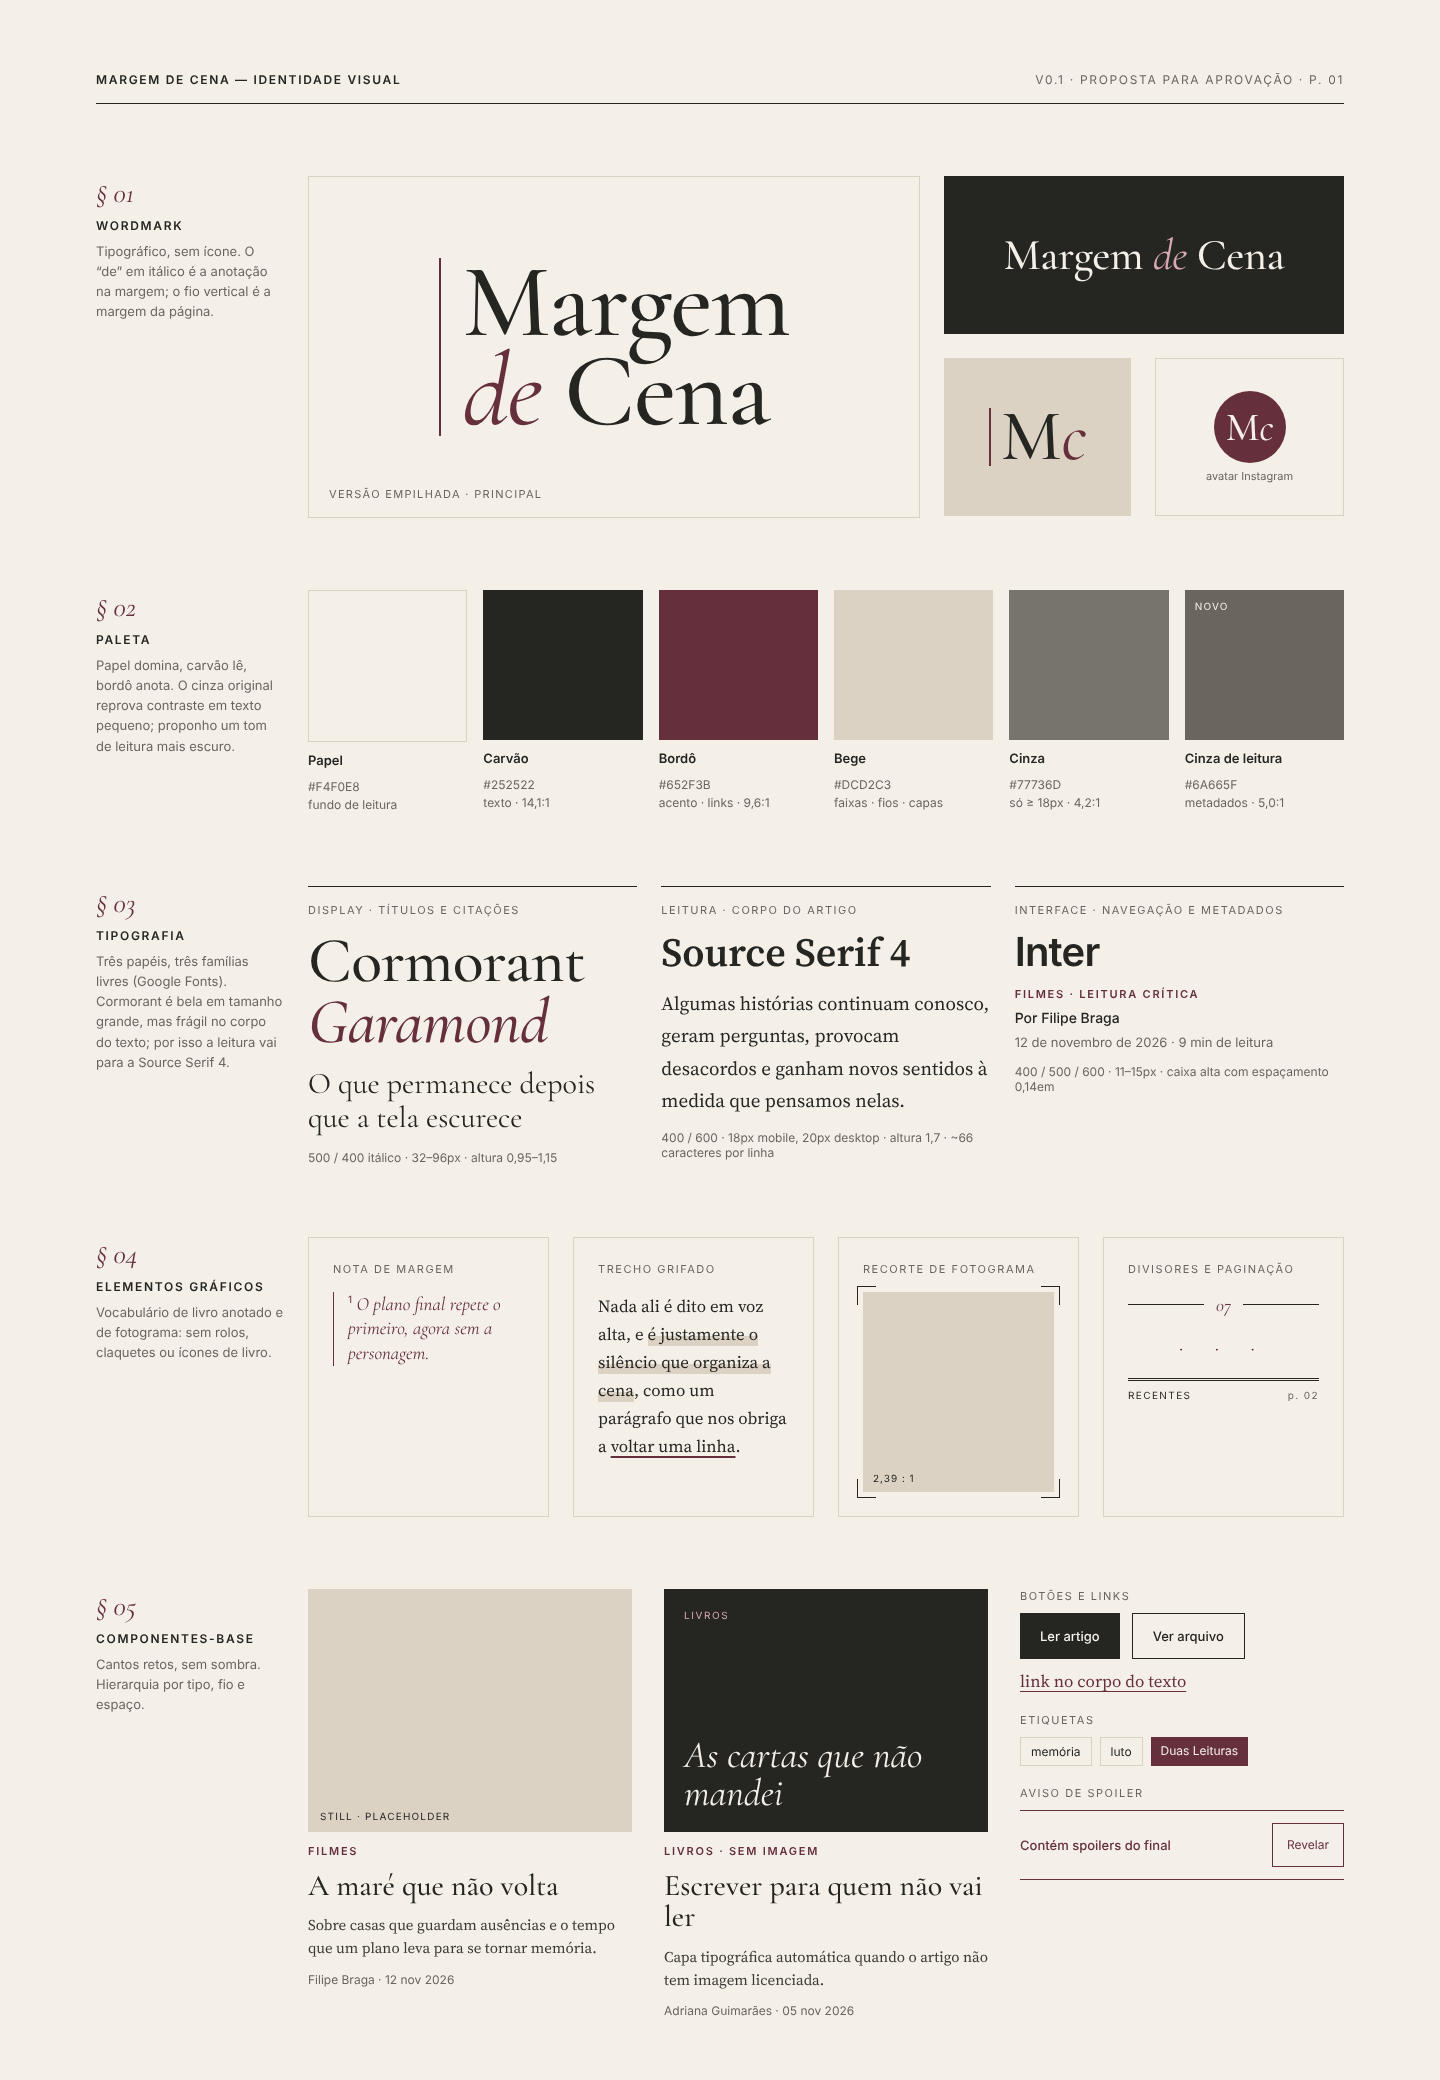 MARGEM DE CENA — IDENTIDADE VISUAL
V0.1 · PROPOSTA PARA APROVAÇÃO · P. 01
§ 01
WORDMARK
Tipográfico, sem ícone. O
“de” em itálico é a anotação
na margem; o fio vertical é a
margem da página.
Margem
de Cena
VERSÃO EMPILHADA · PRINCIPAL
Margem de Cena
Mc
Mc
avatar Instagram
§ 02
PALETA
Papel domina, carvão lê,
bordô anota. O cinza original
reprova contraste em texto
pequeno; proponho um tom
de leitura mais escuro.
Papel
#F4F0E8
fundo de leitura
Carvão
#252522
texto · 14,1:1
Bordô
#652F3B
acento · links · 9,6:1
Bege
#DCD2C3
faixas · fios · capas
Cinza
#77736D
só ≥ 18px · 4,2:1
NOVO
Cinza de leitura
#6A665F
metadados · 5,0:1
§ 03
TIPOGRAFIA
Três papéis, três famílias
livres (Google Fonts).
Cormorant é bela em tamanho
grande, mas frágil no corpo
do texto; por isso a leitura vai
para a Source Serif 4.
DISPLAY · TÍTULOS E CITAÇÕES
Cormorant
Garamond
O que permanece depois
que a tela escurece
500 / 400 itálico · 32–96px · altura 0,95–1,15
LEITURA · CORPO DO ARTIGO
Source Serif 4
Algumas histórias continuam conosco,
geram perguntas, provocam
desacordos e ganham novos sentidos à
medida que pensamos nelas.
400 / 600 · 18px mobile, 20px desktop · altura 1,7 · ~66
caracteres por linha
INTERFACE · NAVEGAÇÃO E METADADOS
Inter
FILMES · LEITURA CRÍTICA
Por Filipe Braga
12 de novembro de 2026 · 9 min de leitura
400 / 500 / 600 · 11–15px · caixa alta com espaçamento
0,14em
§ 04
ELEMENTOS GRÁFICOS
Vocabulário de livro anotado e
de fotograma: sem rolos,
claquetes ou ícones de livro.
NOTA DE MARGEM
¹ O plano final repete o
primeiro, agora sem a
personagem.
TRECHO GRIFADO
Nada ali é dito em voz
alta, e é justamente o
silêncio que organiza a
cena, como um
parágrafo que nos obriga
a voltar uma linha.
RECORTE DE FOTOGRAMA
2,39 : 1
DIVISORES E PAGINAÇÃO
07
· · ·
RECENTES
p. 02
§ 05
COMPONENTES-BASE
Cantos retos, sem sombra.
Hierarquia por tipo, fio e
espaço.
STILL · PLACEHOLDER
FILMES
A maré que não volta
Sobre casas que guardam ausências e o tempo
que um plano leva para se tornar memória.
Filipe Braga · 12 nov 2026
LIVROS
As cartas que não
mandei
LIVROS · SEM IMAGEM
Escrever para quem não vai
ler
Capa tipográfica automática quando o artigo não
tem imagem licenciada.
Adriana Guimarães · 05 nov 2026
BOTÕES E LINKS
Ler artigo
Ver arquivo
link no corpo do texto
ETIQUETAS
memória
luto
Duas Leituras
AVISO DE SPOILER
Contém spoilers do final
Revelar